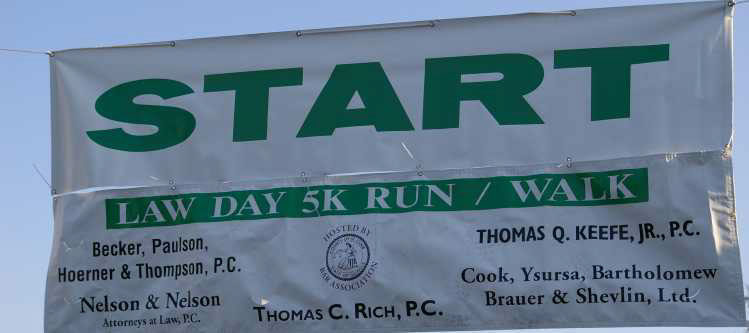 START
LAW DAY 5K RUN / WALK
Becker, Paulson,
Hoerner & Thompson, P.C.
Nelson & Nelson
Attorneys at Law, P.C.
HOSTED BY
BAR ASSOCIATION
THOMAS C. RICH, P.C.
THOMAS Q. KEEFE, JR., P.C.
Cook, Ysursa, Bartholomew
Brauer & Shevlin, Ltd.